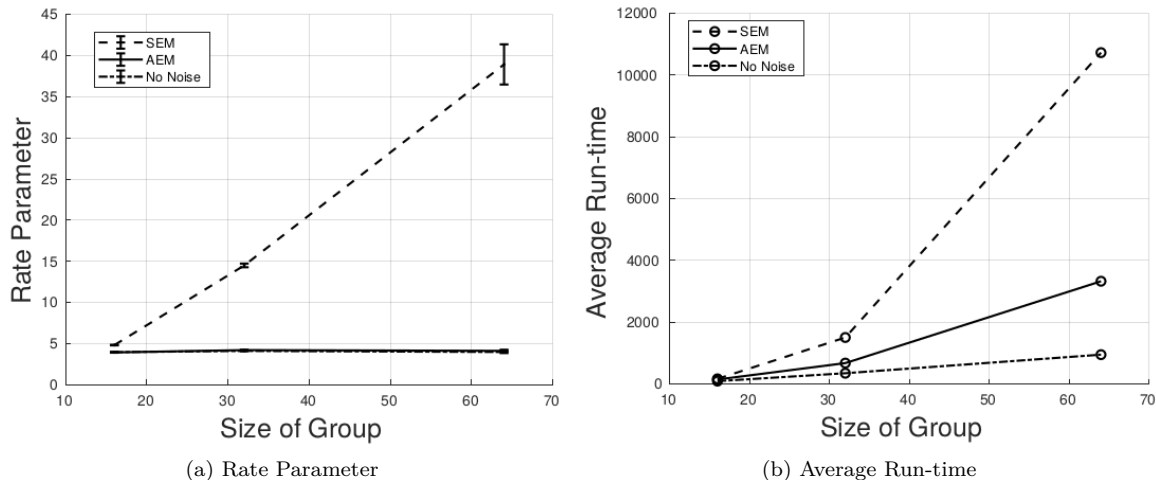 45
40
35
30
25
20
15
10
5
0
Rate Parameter
SEM
AEM
No Noise
10 20 30 40 50 60 70
Size of Group
(a) Rate Parameter
12000
10000
8000
6000
4000
2000
0
Average Run-time
SEM
AEM
No Noise
10 20 30 40 50 60 70
Size of Group
(b) Average Run-time